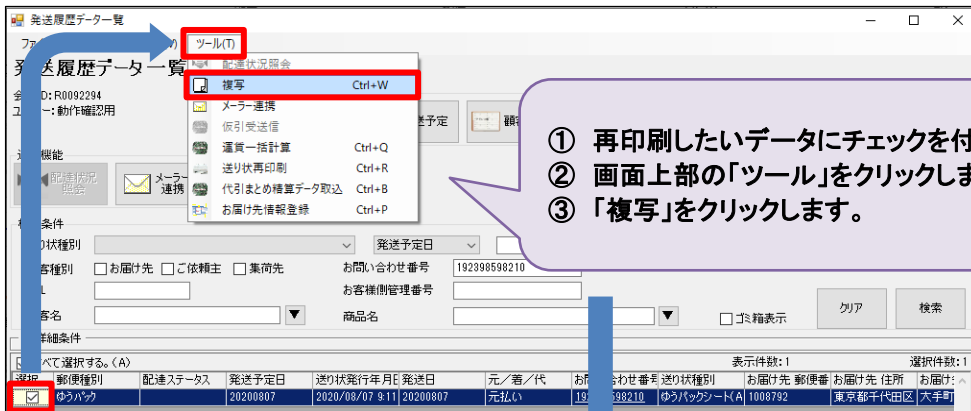 発送履歴データ一覧
ツール(T)
発送履歴データ一覧
配達状況照会
複写 Ctrl+W
D: R0092294
メーラー連携
ー: 動作確認用
仮引受送信
運賃一括計算 Ctrl+Q
送り状再印刷 Ctrl+R
代引まとめ精算データ取込 Ctrl+B
お届け先情報登録 Ctrl+P
① 再印刷したいデータにチェックを付
② 画面上部の「ツール」をクリックしま
③ 「複写」をクリックします。
機能
配達状況照会
メーラー連携
条件
状種別 発送予定日
客種別 お届け先 ご依頼主 集荷先 お問い合わせ番号 192398598210
お客様側管理番号
客名 商品名 ゴミ箱表示 クリア 検索
細条件
べて選択する。(A) 表示件数:1 選択件数:1
選択 郵便種別 配達ステータス 発送予定日 送り状発行年月日 発送日 元/着/代 わせ番号 送り状種別 お届け先 郵便番 お届け先 住所 お届け
ゆうパック 20200807 2020/08/07 9:11 20200807 元払い 598210 ゆうパックシート(A 1008792 東京都千代田区 大手町